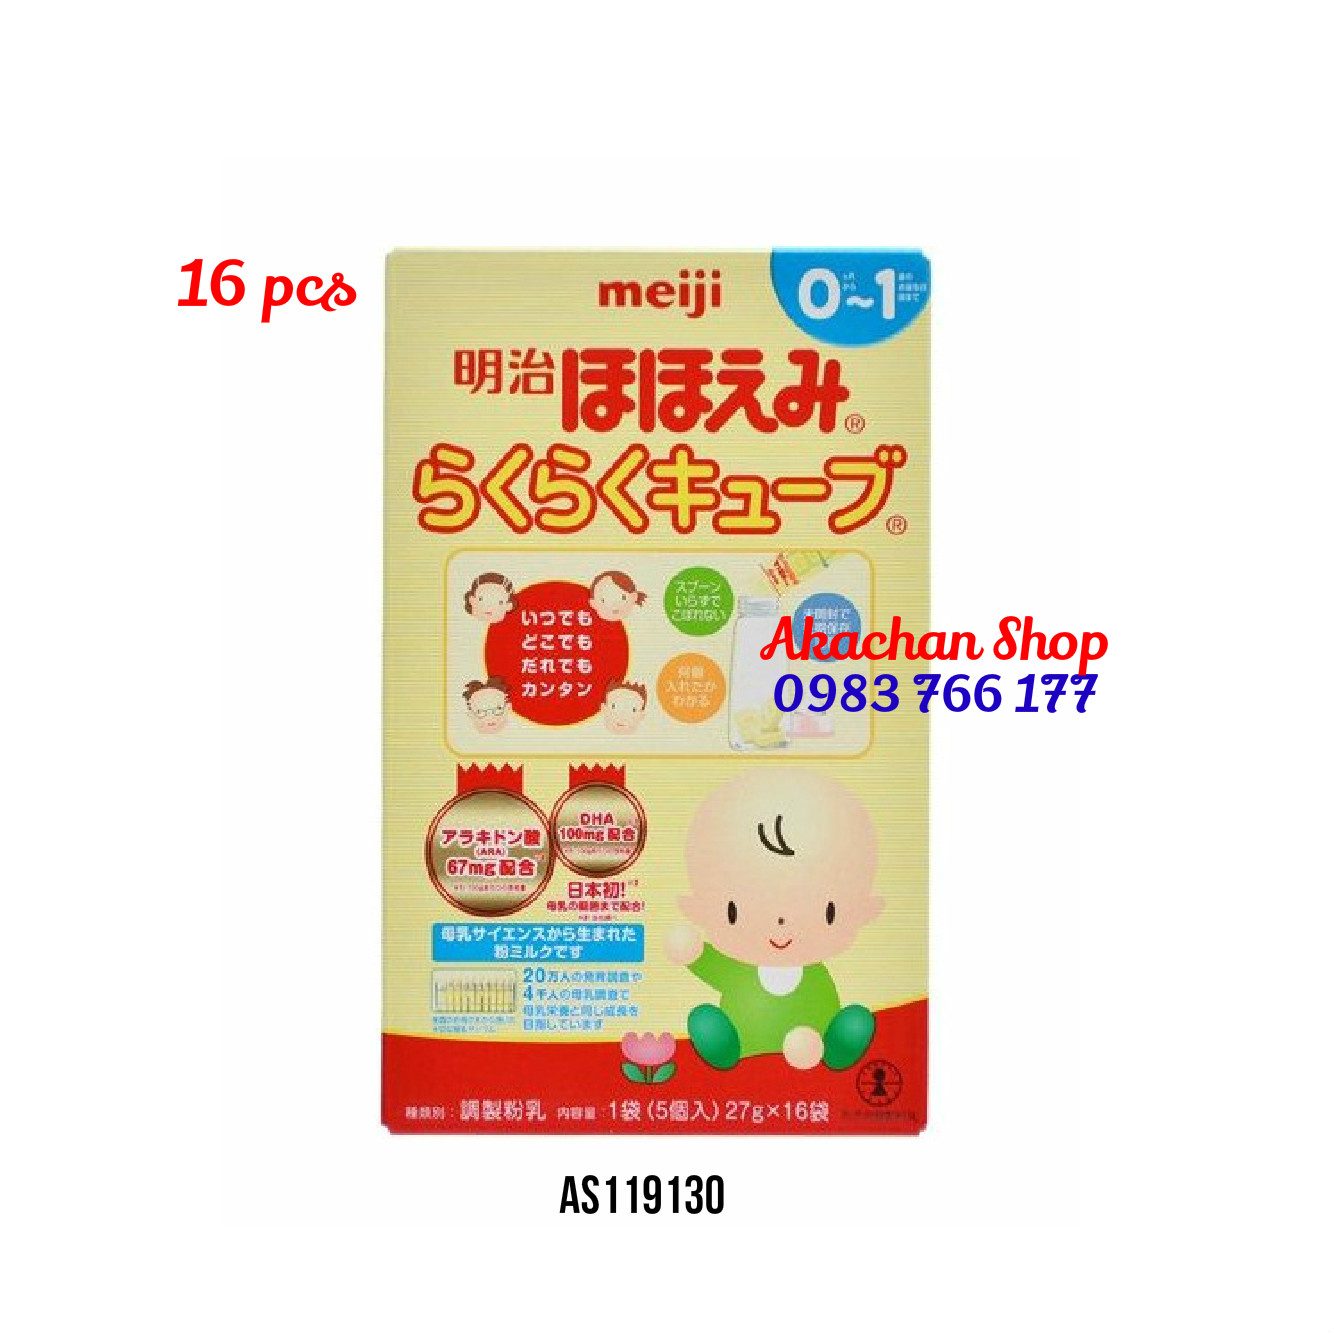 16 pcs
meiji
0~1
明治ほほえみ®
らくらくキューブ®
いつでも
どこでも
だれでも
カンタン
スプーン
いらずで
こぼれない
何個
入れたか
わかる
未開封で
Akachan Shop
0983 766 177
アラキドン酸
(ARA)
67mg配合
DHA
100mg配合
日本初!
母乳の範囲まで配合!
母乳サイエンスから生まれた
粉ミルクです
20万人の発育調査や
4千人の母乳調査で
母乳栄養と同じ成長を
目指しています
種類別:調製粉乳 内容量:1袋(5個入)27g×16袋
AS119130